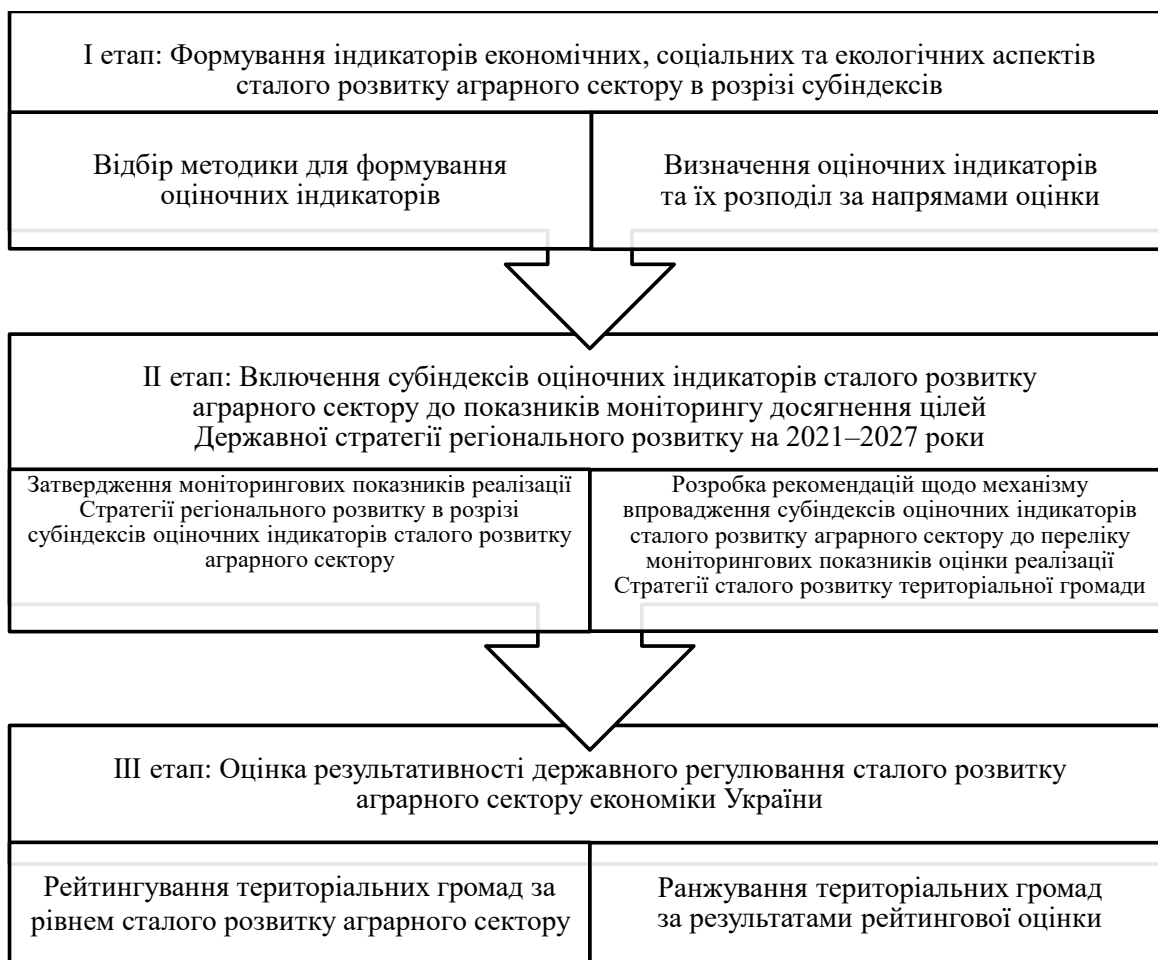 І етап: Формування індикаторів економічних, соціальних та екологічних аспектів
сталого розвитку аграрного сектору в розрізі субіндексів
Відбір методики для формування
оціночних індикаторів
Визначення оціночних індикаторів
та їх розподіл за напрямами оцінки
ІІ етап: Включення субіндексів оціночних індикаторів сталого розвитку
аграрного сектору до показників моніторингу досягнення цілей
Державної стратегії регіонального розвитку на 2021–2027 роки
Затвердження моніторингових показників реалізації
Стратегії регіонального розвитку в розрізі
субіндексів оціночних індикаторів сталого розвитку
аграрного сектору
Розробка рекомендацій щодо механізму
впровадження субіндексів оціночних індикаторів
сталого розвитку аграрного сектору до переліку
моніторингових показників оцінки реалізації
Стратегії сталого розвитку територіальної громади
ІІІ етап: Оцінка результативності державного регулювання сталого розвитку
аграрного сектору економіки України
Рейтингування територіальних громад за
рівнем сталого розвитку аграрного сектору
Ранжування територіальних громад
за результатами рейтингової оцінки